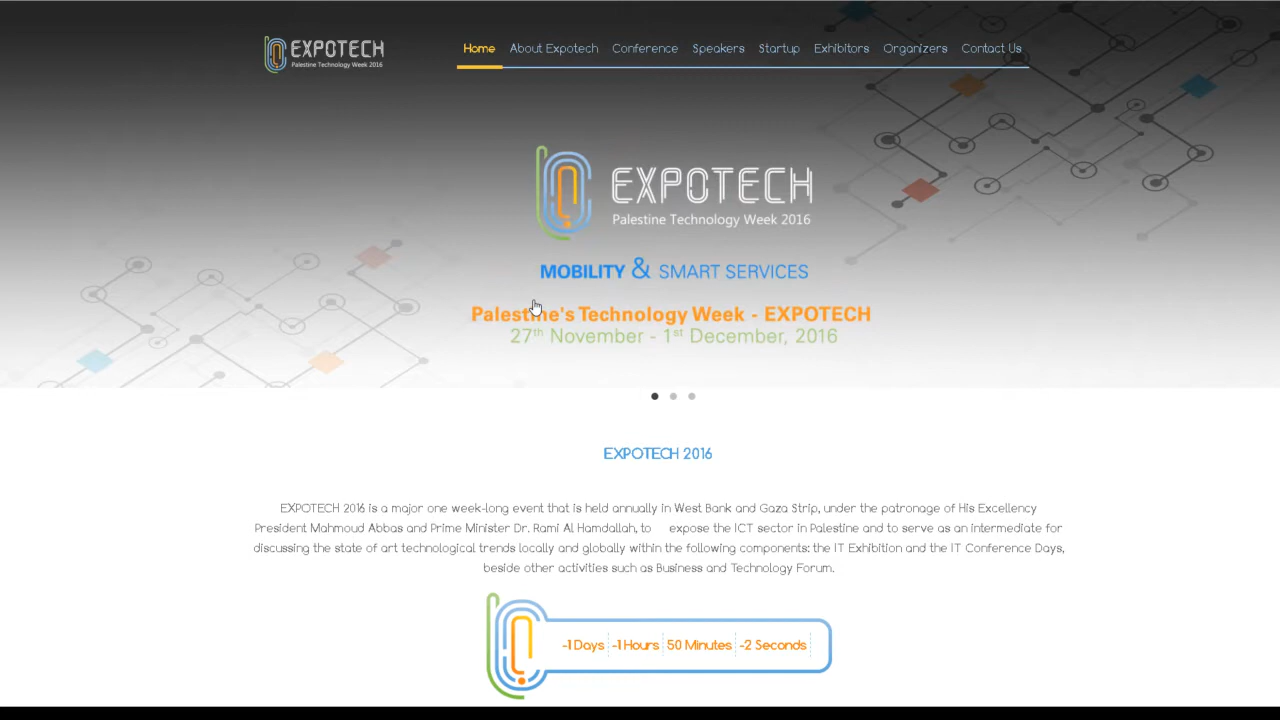 EXPOTECH
Palestine Technology Week 2016
Home About Expotech Conference Speakers Startup Exhibitors Organizers Contact Us
EXPOTECH
Palestine Technology Week 2016
MOBILITY & SMART SERVICES
Palestine's Technology Week - EXPOTECH
27th November - 1st December, 2016
EXPOTECH 2016
EXPOTECH 2016 is a major one week-long event that is held annually in West Bank and Gaza Strip, under the patronage of His Excellency
President Mahmoud Abbas and Prime Minister Dr. Rami Al Hamdallah, to expose the ICT sector in Palestine and to serve as an intermediate for
discussing the state of art technological trends locally and globally within the following components: the IT Exhibition and the IT Conference Days,
beside other activities such as Business and Technology Forum.
-1 Days -1 Hours 50 Minutes -2 Seconds